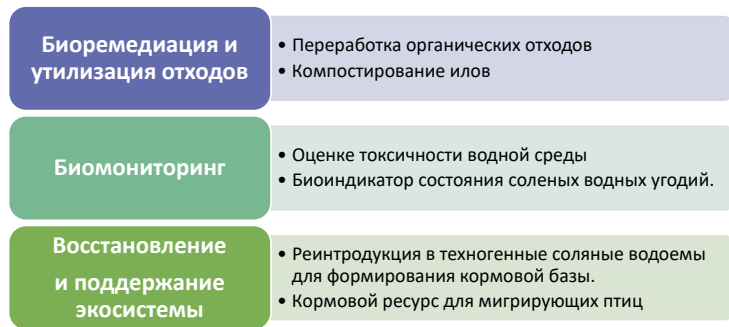 Биоремедиация и
утилизация отходов
• Переработка органических отходов
• Компостирование илов
Биомониторинг
• Оценке токсичности водной среды
• Биоиндикатор состояния соленых водных угодий.
Восстановление
и поддержание
экосистемы
• Реинтродукция в техногенные соляные водоемы
для формирования кормовой базы.
• Кормовой ресурс для мигрирующих птиц